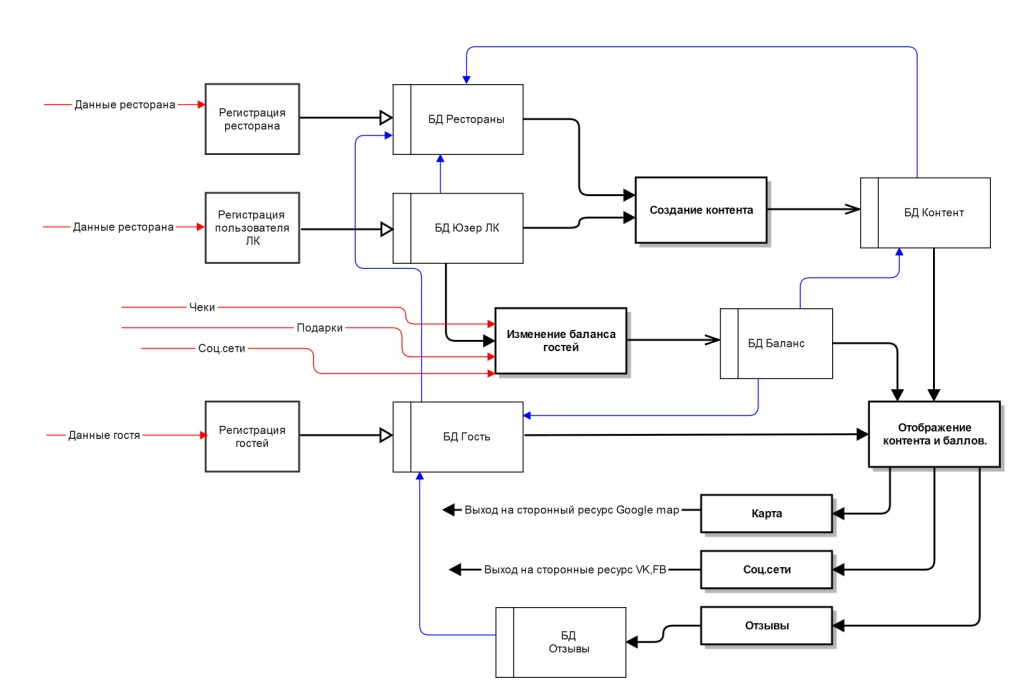 Данные ресторана
Регистрация
ресторана
БД Рестораны
Данные ресторана
Регистрация
пользователя
ЛК
БД Юзер ЛК
Создание контента
БД Контент
Чеки
Подарки
Соц.сети
Изменение баланса
гостей
БД Баланс
Данные гостя
Регистрация
гостей
БД Гость
Отображение
контента и баллов.
Выход на сторонный ресурс Google map
Карта
Выход на сторонные ресурс VK,FB
Соц.сети
Отзывы
БД
Отзывы